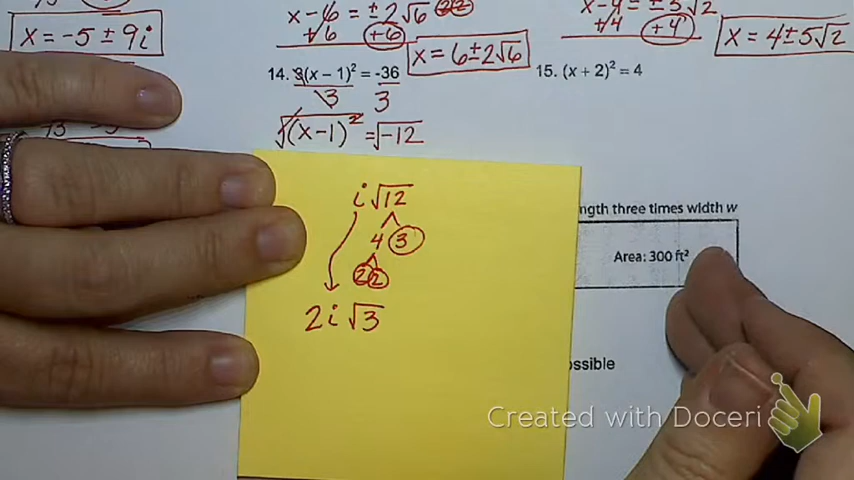 x = -5 ± 9i
x-6 = ±2√6
+6 +6
x = 6±2√6
x-4 = ±5√2
+4 +4
x = 4±5√2
14. 3(x – 1)² = -36
3 3
√(x-1)² = √-12
15. (x + 2)² = 4
i√12
4 3
2 2
2i√3
ngth three times width w
Area: 300 ft²
ossible
Created with Doceri